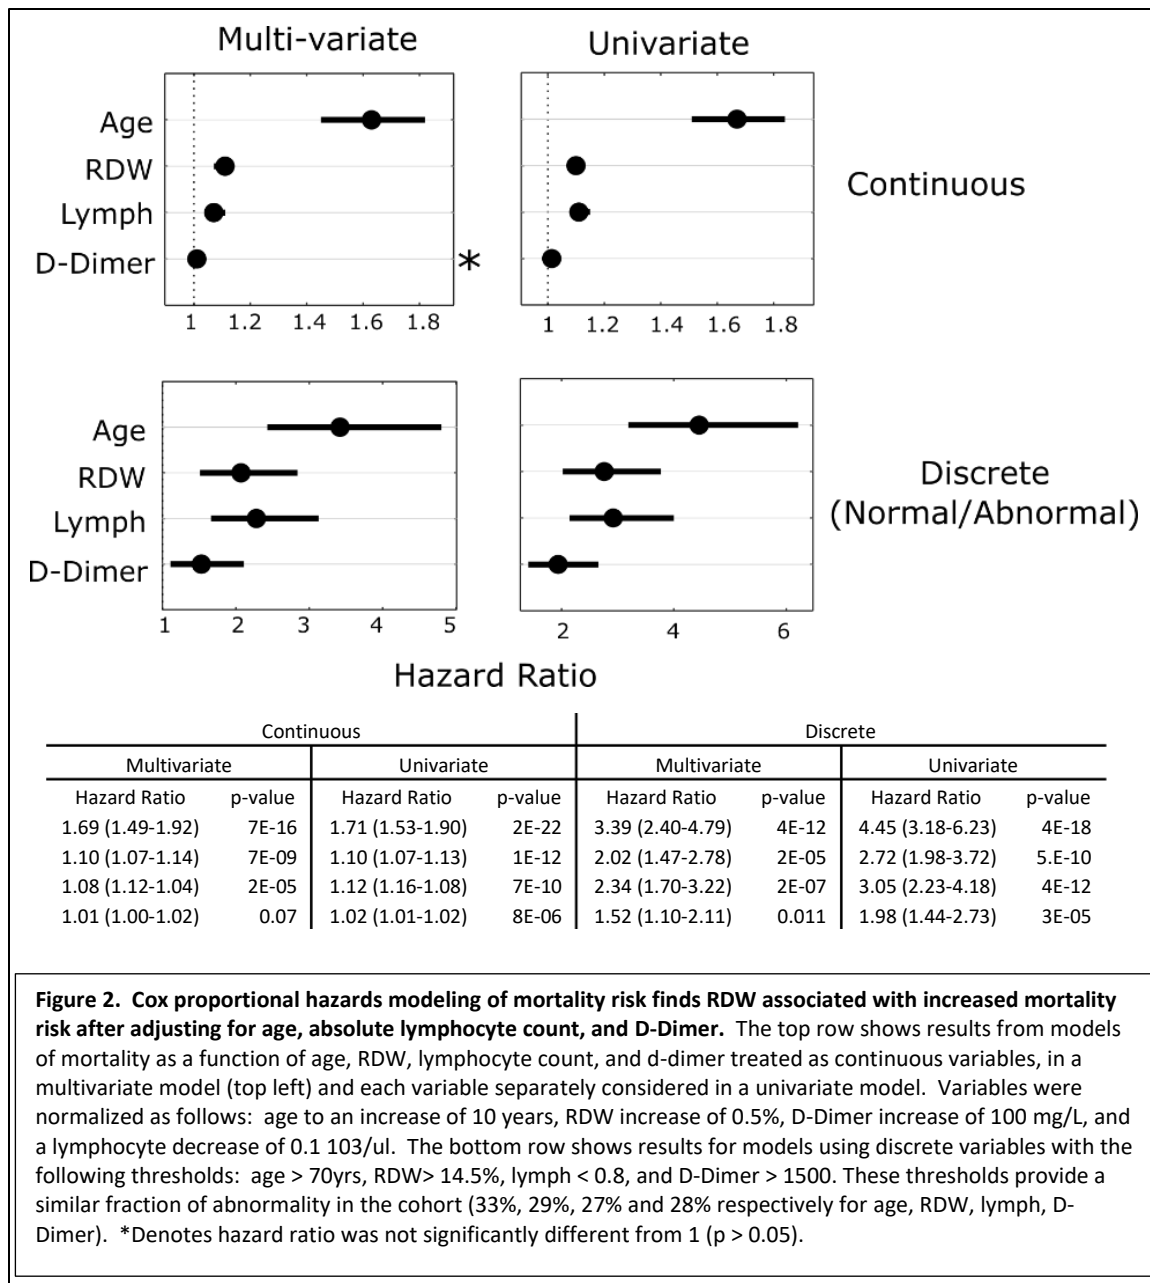 Multi-variate
Univariate
Age
RDW
Lymph
D-Dimer
*
Continuous
1 1.2 1.4 1.6 1.8
1 1.2 1.4 1.6 1.8
Age
RDW
Lymph
D-Dimer
Discrete
(Normal/Abnormal)
1 2 3 4 5
2 4 6
Hazard Ratio
Continuous Discrete
Multivariate Univariate Multivariate Univariate
Hazard Ratio p-value Hazard Ratio p-value Hazard Ratio p-value Hazard Ratio p-value
1.69 (1.49-1.92) 7E-16 1.71 (1.53-1.90) 2E-22 3.39 (2.40-4.79) 4E-12 4.45 (3.18-6.23) 4E-18
1.10 (1.07-1.14) 7E-09 1.10 (1.07-1.13) 1E-12 2.02 (1.47-2.78) 2E-05 2.72 (1.98-3.72) 5.E-10
1.08 (1.12-1.04) 2E-05 1.12 (1.16-1.08) 7E-10 2.34 (1.70-3.22) 2E-07 3.05 (2.23-4.18) 4E-12
1.01 (1.00-1.02) 0.07 1.02 (1.01-1.02) 8E-06 1.52 (1.10-2.11) 0.011 1.98 (1.44-2.73) 3E-05
Figure 2. Cox proportional hazards modeling of mortality risk finds RDW associated with increased mortality
risk after adjusting for age, absolute lymphocyte count, and D-Dimer. The top row shows results from models
of mortality as a function of age, RDW, lymphocyte count, and d-dimer treated as continuous variables, in a
multivariate model (top left) and each variable separately considered in a univariate model. Variables were
normalized as follows: age to an increase of 10 years, RDW increase of 0.5%, D-Dimer increase of 100 mg/L, and
a lymphocyte decrease of 0.1 103/ul. The bottom row shows results for models using discrete variables with the
following thresholds: age > 70yrs, RDW> 14.5%, lymph < 0.8, and D-Dimer > 1500. These thresholds provide a
similar fraction of abnormality in the cohort (33%, 29%, 27% and 28% respectively for age, RDW, lymph, D-
Dimer). *Denotes hazard ratio was not significantly different from 1 (p > 0.05).